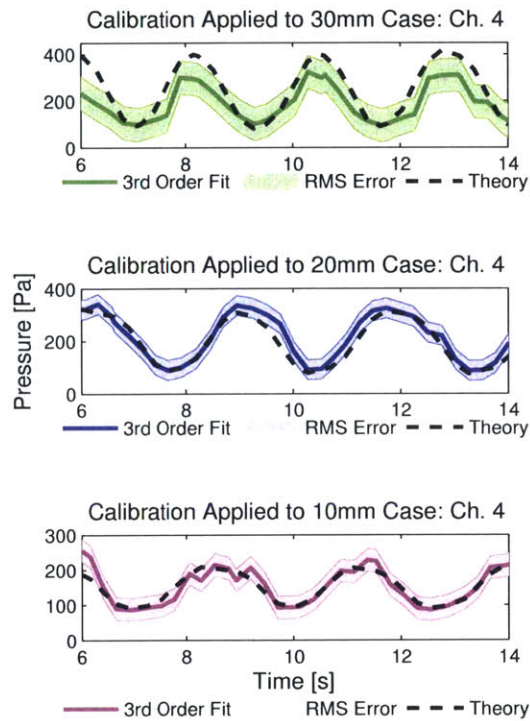 Calibration Applied to 30mm Case: Ch. 4
400
200
0
6 8 10 12 14
3rd Order Fit RMS Error Theory
Calibration Applied to 20mm Case: Ch. 4
Pressure [Pa]
400
200
0
6 8 10 12 14
3rd Order Fit RMS Error Theory
Calibration Applied to 10mm Case: Ch. 4
300
200
100
0
6 8 10 12 14
Time [s]
3rd Order Fit RMS Error Theory